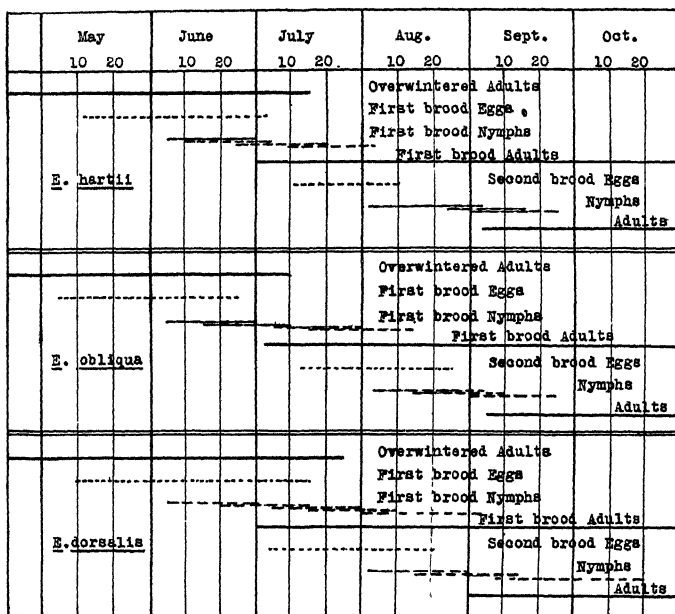 May June July Aug. Sept. Oct.
10 20 10 20 10 20 10 20 10 20 10 20
Overwintered Adults
First brood Eggs
First brood Nymphs
First brood Adults
E. hartii Second brood Eggs
Nymphs
Adults
Overwintered Adults
First brood Eggs
First brood Nymphs
First brood Adults
E. obliqua Second brood Eggs
Nymphs
Adults
Overwintered Adults
First brood Eggs
First brood Nymphs
First brood Adults
E.dorsalis Second brood Eggs
Nymphs
Adults